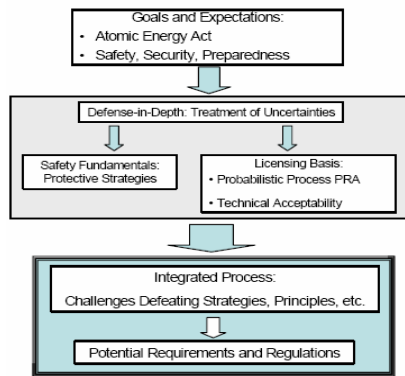 Goals and Expectations:
• Atomic Energy Act
• Safety, Security, Preparedness
Defense-in-Depth: Treatment of Uncertainties
Safety Fundamentals:
Protective Strategies
Licensing Basis:
• Probabilistic Process PRA
• Technical Acceptability
Integrated Process:
Challenges Defeating Strategies, Principles, etc.
Potential Requirements and Regulations